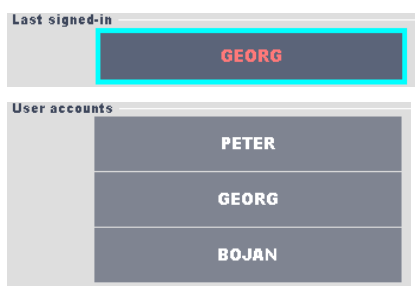 Last signed-in
GEORG
User accounts
PETER
GEORG
BOJAN